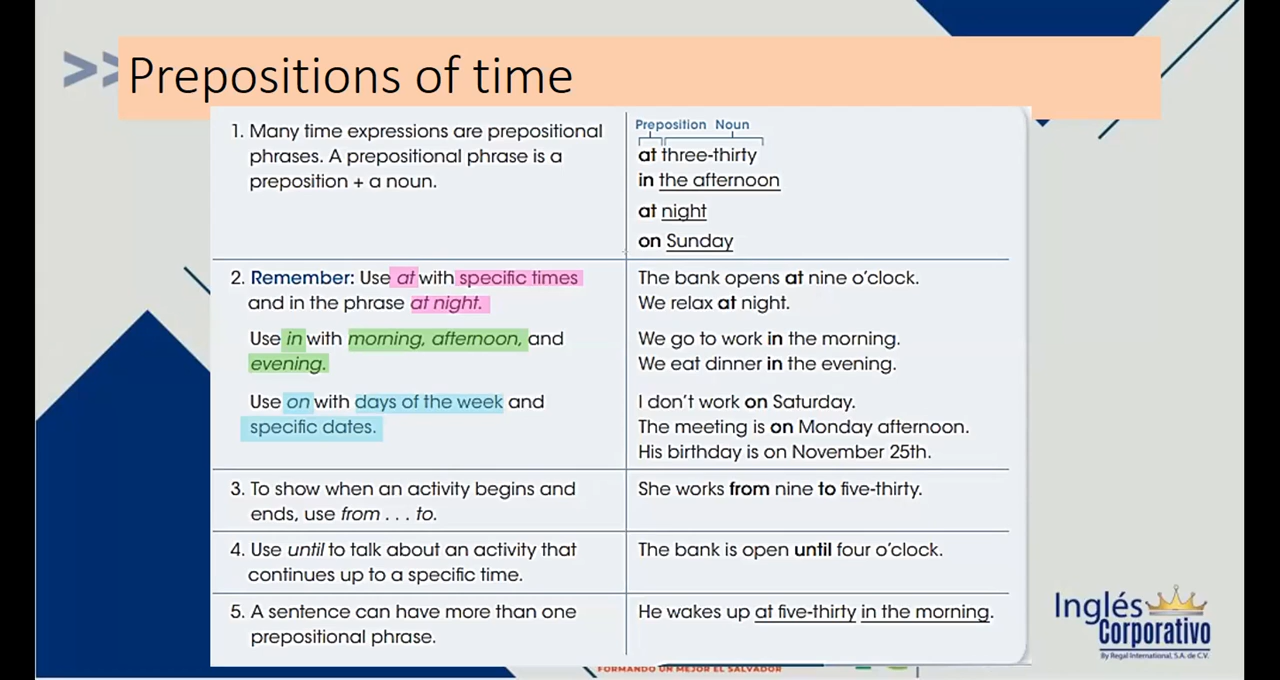 >> Prepositions of time
1. Many time expressions are prepositional
phrases. A prepositional phrase is a
preposition + a noun.
Preposition Noun
at three-thirty
in the afternoon
at night
on Sunday
2. Remember: Use at with specific times
and in the phrase at night.
The bank opens at nine o'clock.
We relax at night.
Use in with morning, afternoon, and
evening.
We go to work in the morning.
We eat dinner in the evening.
Use on with days of the week and
specific dates.
I don't work on Saturday.
The meeting is on Monday afternoon.
His birthday is on November 25th.
3. To show when an activity begins and
ends, use from . . . to.
She works from nine to five-thirty.
4. Use until to talk about an activity that
continues up to a specific time.
The bank is open until four o'clock.
5. A sentence can have more than one
prepositional phrase.
He wakes up at five-thirty in the morning.
Inglés
Corporativo
By Regal International, S.A. de C.V.
FORMANDO UN MEJOR EL SALVADOR